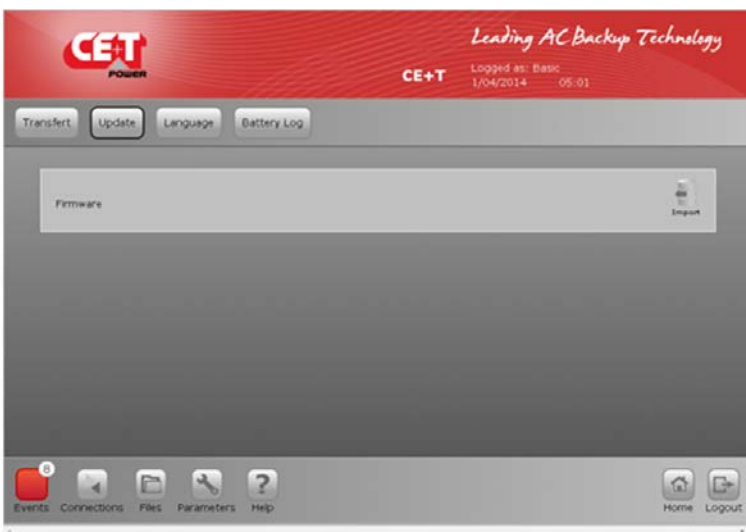 CE+T
POWER
Leading AC Backup Technology
CE+T
Logged as: Basic
1/04/2014 05:01
Transfert Update Language Battery Log
Firmware
Import
8
Events Connections Files Parameters Help
Home Logout